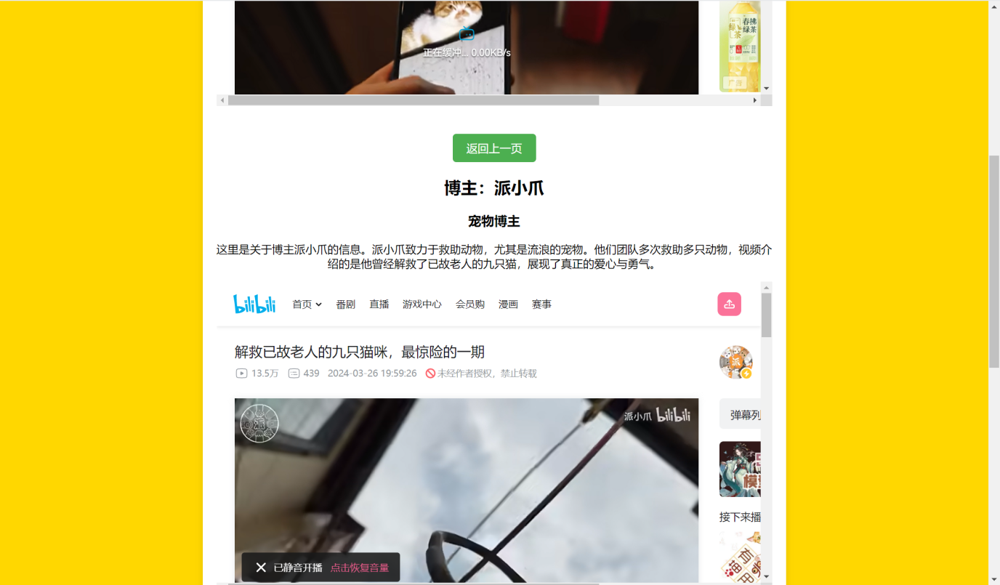 正在缓冲... 0.00KB/s
春拂
绿茶
广告
返回上一页
博主：派小爪
宠物博主
这里是关于博主派小爪的信息。派小爪致力于救助动物，尤其是流浪的宠物。他们团队多次救助多只动物，视频介
绍的是他曾经解救了已故老人的九只猫，展现了真正的爱心与勇气。
bilibili 首页 番剧 直播 游戏中心 会员购 漫画 赛事
解救已故老人的九只猫咪，最惊险的一期
13.5万 439 2024-03-26 19:59:26 未经作者授权，禁止转载
派
派
派小爪 bilibili
弹幕列
接下来播
已静音开播 点击恢复音量